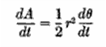 dA/dt = 1/2 r² dθ/dt